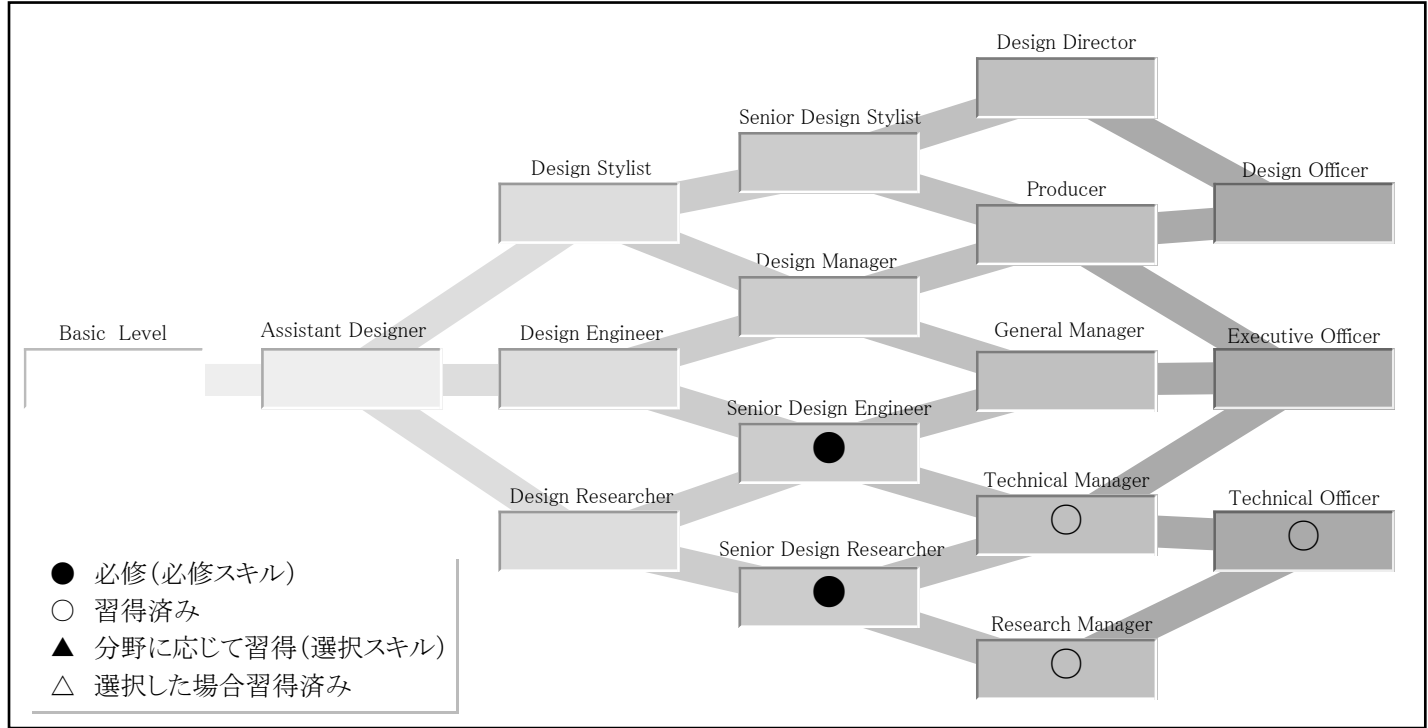 Design Director
Senior Design Stylist
Design Stylist
Producer
Design Officer
Design Manager
Basic Level
Assistant Designer
Design Engineer
General Manager
Executive Officer
Senior Design Engineer
●
Design Researcher
Technical Manager
○
Technical Officer
○
Senior Design Researcher
●
Research Manager
○
● 必修(必修スキル)
○ 習得済み
▲ 分野に応じて習得(選択スキル)
△ 選択した場合習得済み